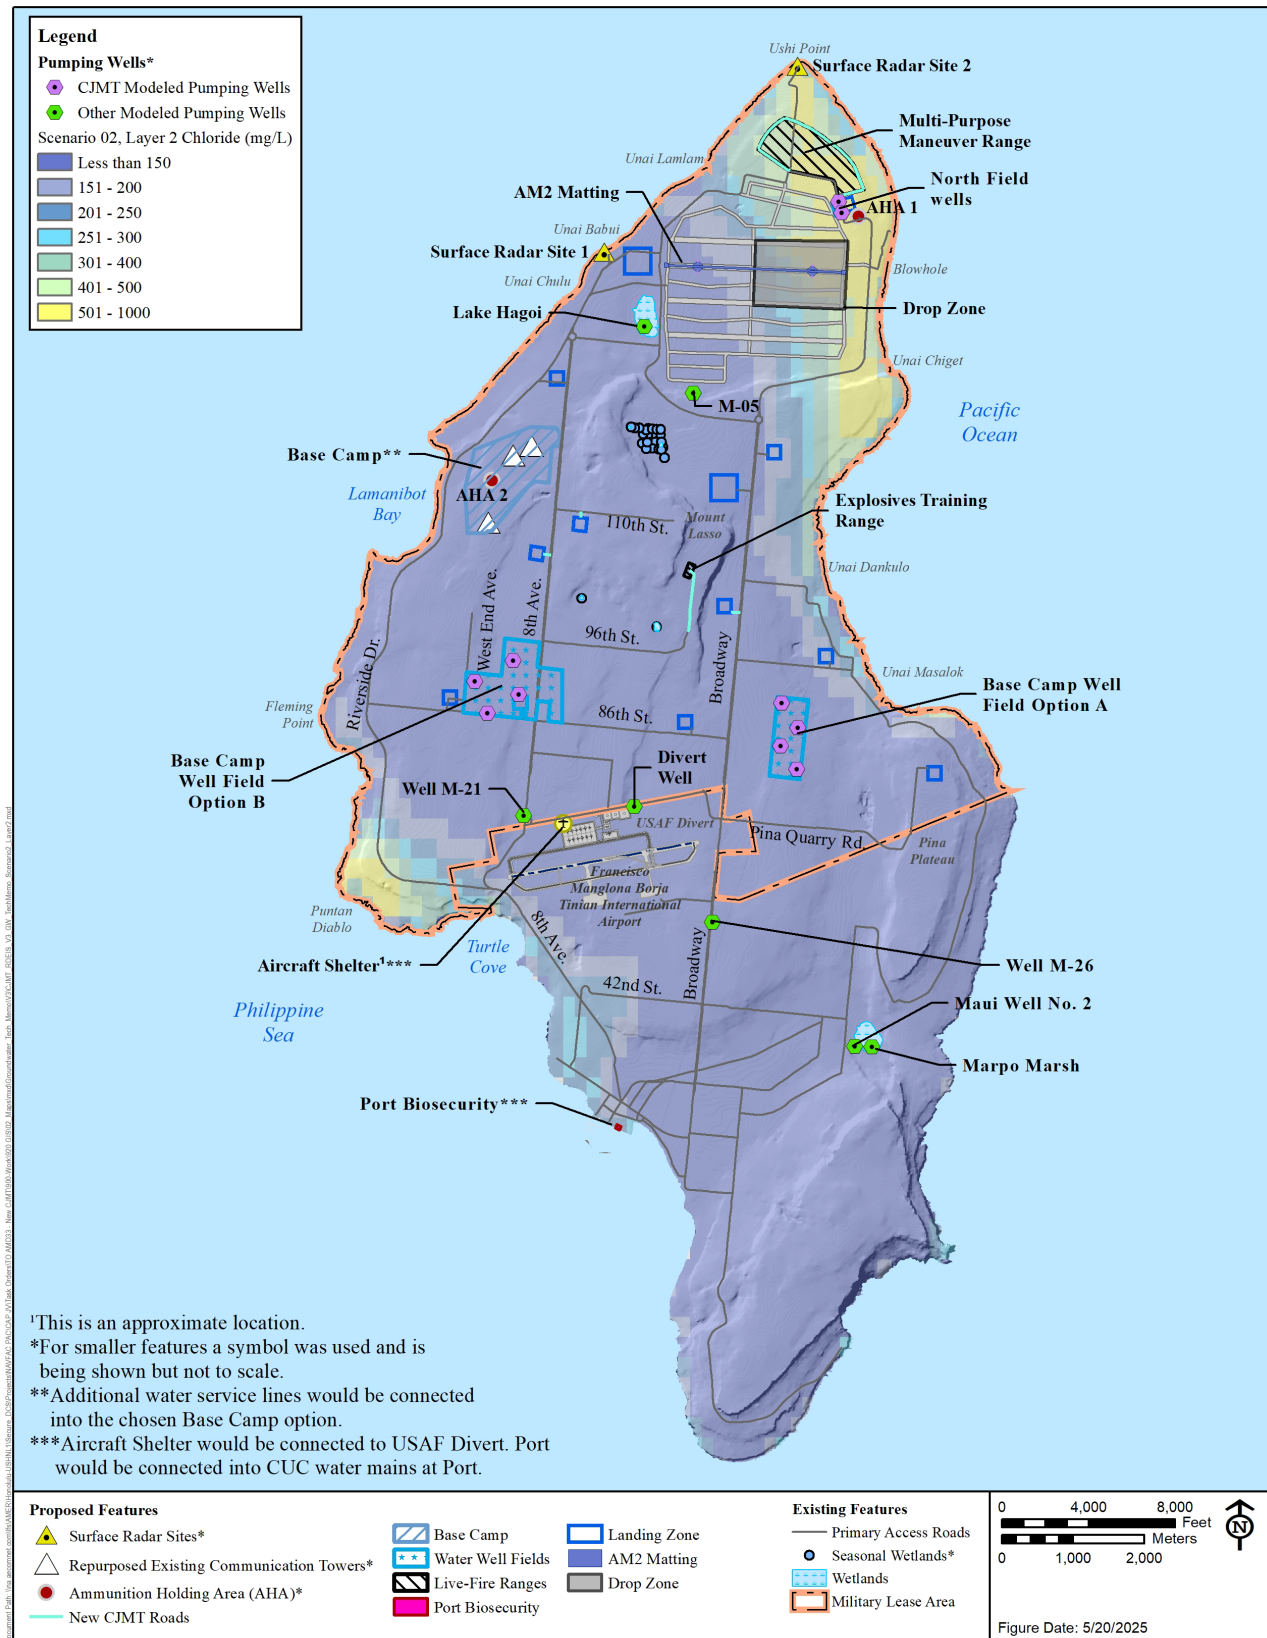 Legend
Pumping Wells*
CJMT Modeled Pumping Wells
Other Modeled Pumping Wells
Scenario 02, Layer 2 Chloride (mg/L)
Less than 150
151 - 200
201 - 250
251 - 300
301 - 400
401 - 500
501 - 1000
Ushi Point
Surface Radar Site 2
Multi-Purpose
Maneuver Range
Unai Lamlam
North Field
wells
AM2 Matting
AHA 1
Unai Babui
Surface Radar Site 1
Blowhole
Unai Chulu
Lake Hagoi
Drop Zone
Unai Chiget
M-05
Pacific
Ocean
Base Camp**
AHA 2
Lamanibot
Bay
Explosives Training
Range
110th St.
Mount
Lasso
Unai Dankulo
West End Ave.
8th Ave.
96th St.
Broadway
Riverside Dr.
Unai Masalok
Base Camp Well
Field Option A
Fleming
Point
86th St.
Base Camp
Well Field
Option B
Divert
Well
Well M-21
USAF Divert
Pina Quarry Rd.
Pina
Plateau
Francisco
Manglona Borja
Tinian International
Airport
Puntan
Diablo
8th Ave.
Turtle
Cove
Aircraft Shelter¹***
Broadway
Well M-26
42nd St.
Philippine
Sea
Maui Well No. 2
Marpo Marsh
Port Biosecurity***
¹This is an approximate location.
*For smaller features a symbol was used and is
being shown but not to scale.
**Additional water service lines would be connected
into the chosen Base Camp option.
***Aircraft Shelter would be connected to USAF Divert. Port
would be connected into CUC water mains at Port.
Proposed Features
Surface Radar Sites*
Repurposed Existing Communication Towers*
Ammunition Holding Area (AHA)*
New CJMT Roads
Base Camp
Water Well Fields
Live-Fire Ranges
Port Biosecurity
Landing Zone
AM2 Matting
Drop Zone
Existing Features
Primary Access Roads
Seasonal Wetlands*
Wetlands
Military Lease Area
0 4,000 8,000
Feet
Meters
0 1,000 2,000
N
Figure Date: 5/20/2025